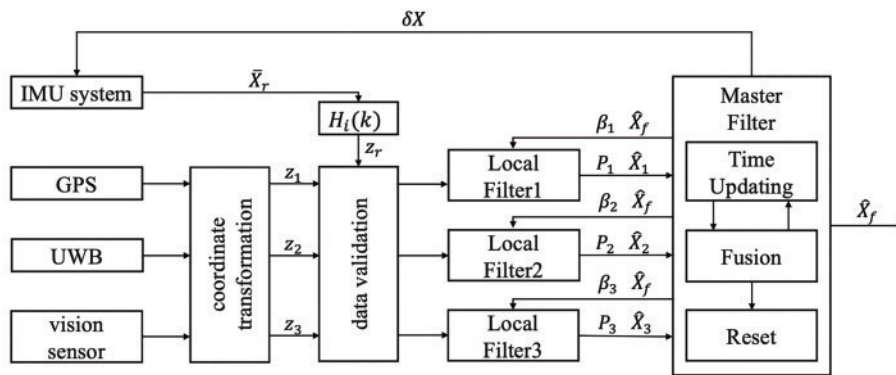 δX
IMU system
X̄_r
H_i(k)
z_r
Master
Filter
β_1 X̂_f
Local
Filter1
P_1 X̂_1
Time
Updating
GPS
z_1
β_2 X̂_f
X̂_f
UWB
coordinate
transformation
z_2
data validation
Local
Filter2
P_2 X̂_2
Fusion
β_3 X̂_f
vision
sensor
z_3
Local
Filter3
P_3 X̂_3
Reset